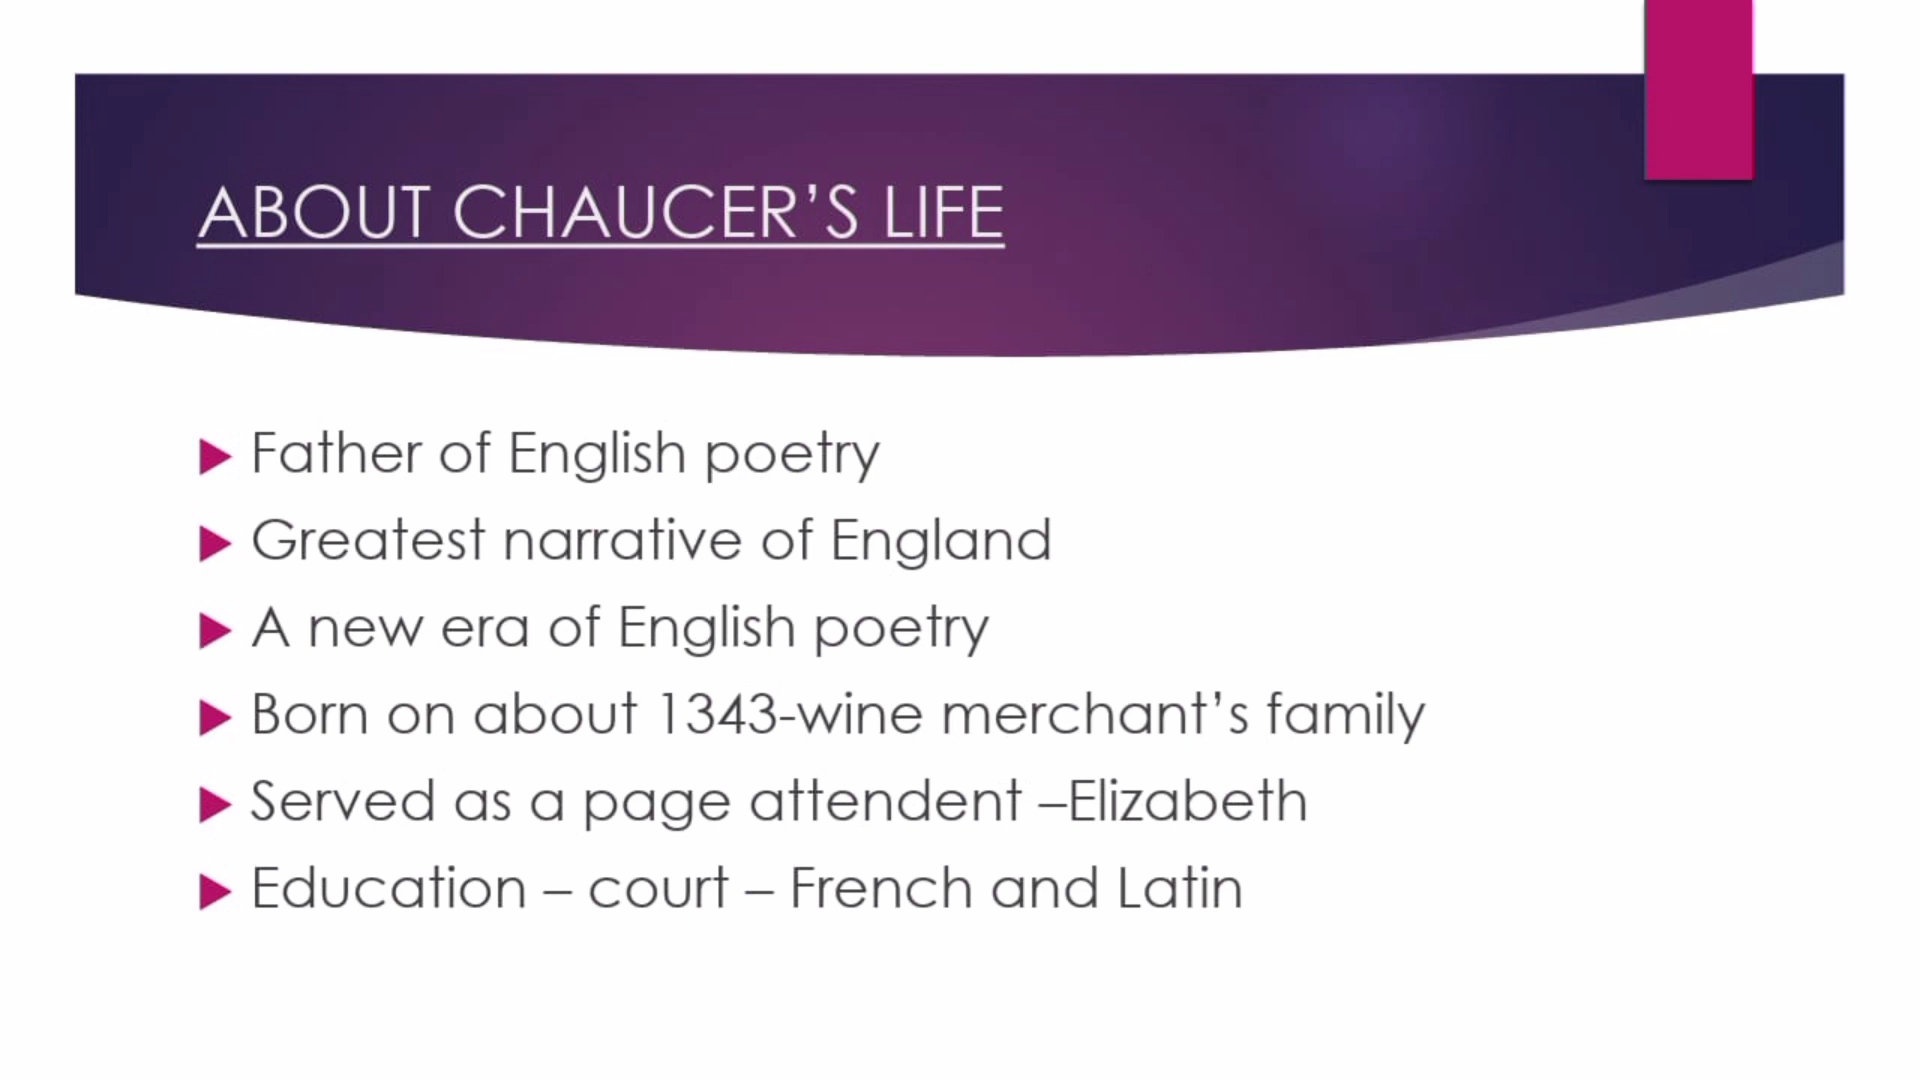 ABOUT CHAUCER’S LIFE
Father of English poetry
Greatest narrative of England
A new era of English poetry
Born on about 1343-wine merchant’s family
Served as a page attendent –Elizabeth
Education – court – French and Latin